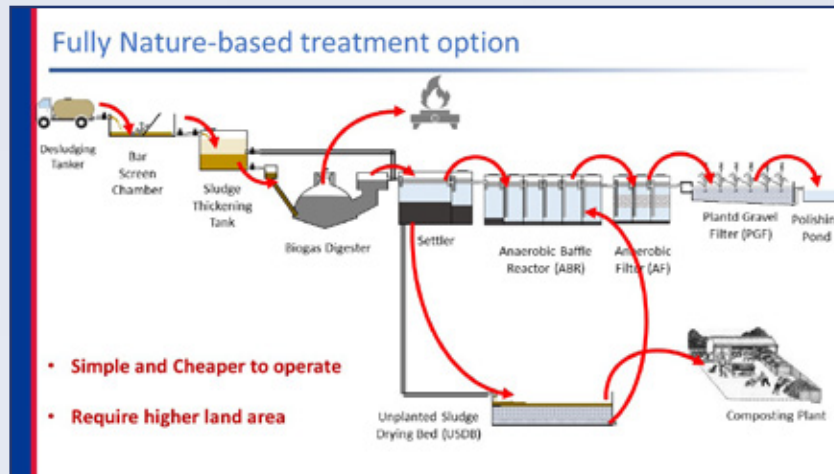 Fully Nature-based treatment option
Desludging
Tanker
Bar
Screen
Chamber
Sludge
Thickening
Tank
Biogas Digester
Settler
Anaerobic Baffle
Reactor (ABR)
Anaerobic
Filter (AF)
Plantd Gravel
Filter (PGF)
Polishin
Pond
• Simple and Cheaper to operate
• Require higher land area
Unplanted Sludge
Drying Bed (USDB)
Composting Plant